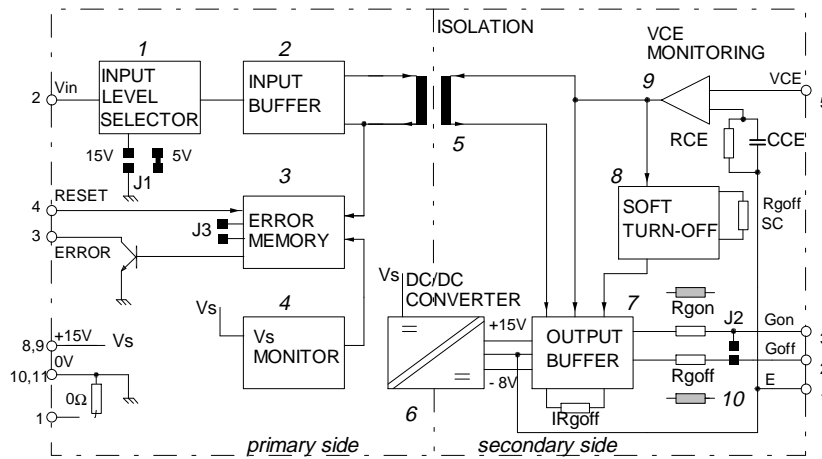 ISOLATION
1
2
VCE
MONITORING
9
VCE
2
Vin
INPUT
LEVEL
SELECTOR
INPUT
BUFFER
5
RCE
CCE
15V
5V
J1
5
8
3
4
RESET
J3
ERROR
MEMORY
SOFT
TURN-OFF
Rgoff
SC
3
ERROR
4
Vs
DC/DC
CONVERTER
Vs
Vs
MONITOR
+15V
7
Rgon
J2
Gon
8,9
+15V
Vs
OUTPUT
BUFFER
0V
Goff
10,11
- 8V
Rgoff
E
0Ω
6
IRgoff
10
1
primary side
secondary side